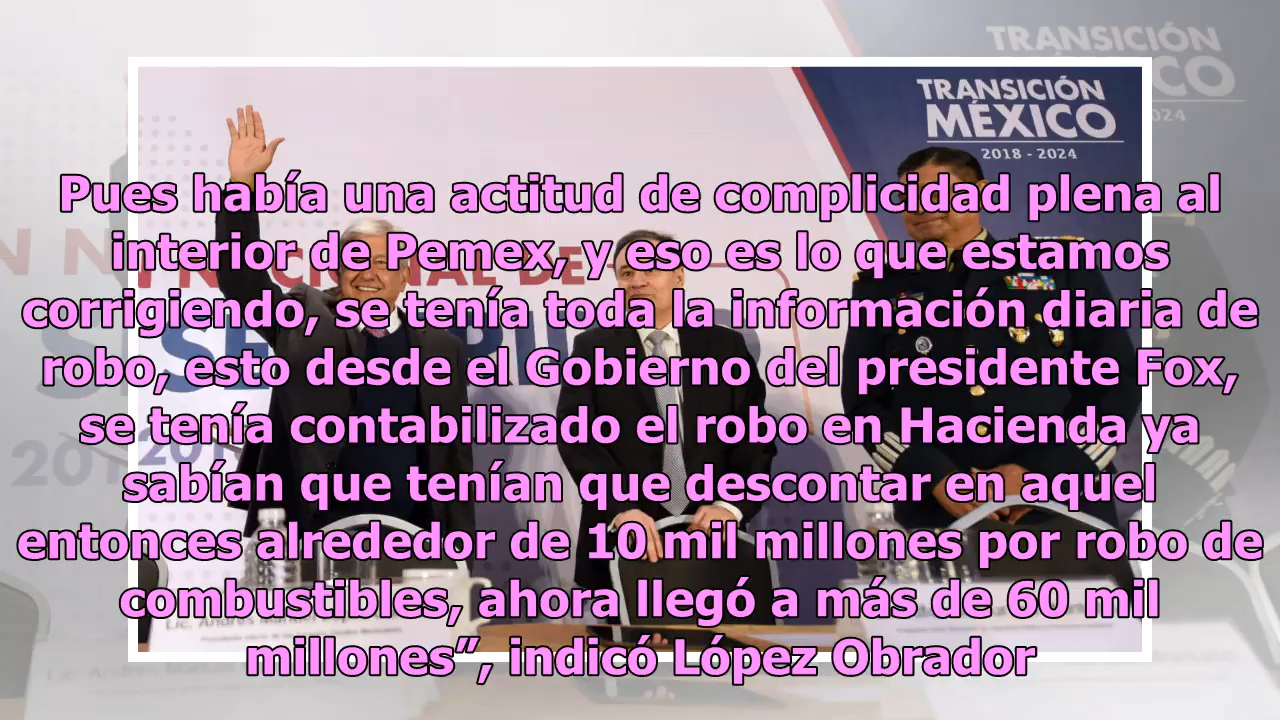 TRANSICIÓN
MÉXICO
2018 - 2024
Pues había una actitud de complicidad plena al
interior de Pemex, y eso es lo que estamos
corrigiendo, se tenía toda la información diaria de
robo, esto desde el Gobierno del presidente Fox,
se tenía contabilizado el robo en Hacienda ya
sabían que tenían que descontar en aquel
entonces alrededor de 10 mil millones por robo de
combustibles, ahora llegó a más de 60 mil
millones”, indicó López Obrador